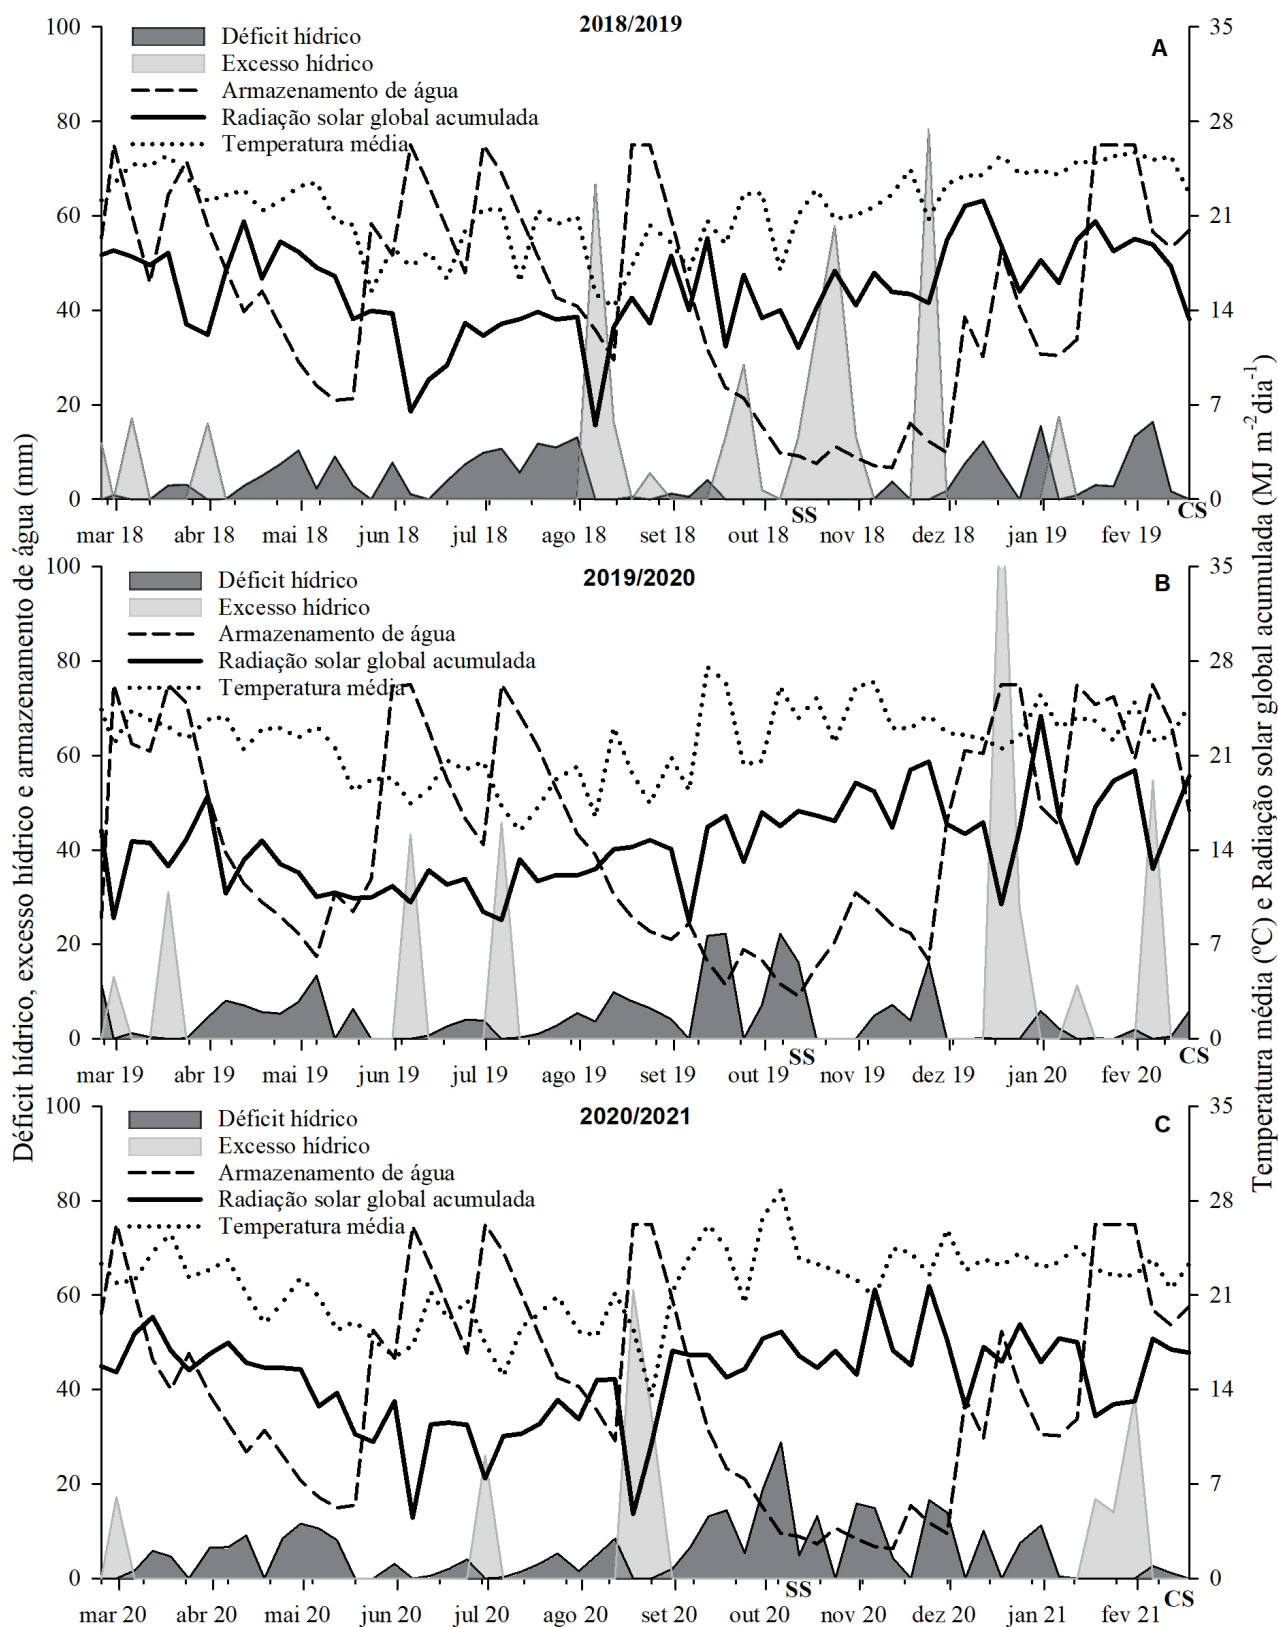 Déficit hídrico, excesso hídrico e armazenamento de água (mm)
Temperatura média (ºC) e Radiação solar global acumulada (MJ m⁻² dia⁻¹)
2018/2019
A
Déficit hídrico
Excesso hídrico
Armazenamento de água
Radiação solar global acumulada
Temperatura média
100
80
60
40
20
0
35
28
21
14
7
0
SS
CS
mar 18 abr 18 mai 18 jun 18 jul 18 ago 18 set 18 out 18 nov 18 dez 18 jan 19 fev 19
2019/2020
B
Déficit hídrico
Excesso hídrico
Armazenamento de água
Radiação solar global acumulada
Temperatura média
100
80
60
40
20
0
35
28
21
14
7
0
SS
CS
mar 19 abr 19 mai 19 jun 19 jul 19 ago 19 set 19 out 19 nov 19 dez 19 jan 20 fev 20
2020/2021
C
Déficit hídrico
Excesso hídrico
Armazenamento de água
Radiação solar global acumulada
Temperatura média
100
80
60
40
20
0
35
28
21
14
7
0
SS
CS
mar 20 abr 20 mai 20 jun 20 jul 20 ago 20 set 20 out 20 nov 20 dez 20 jan 21 fev 21